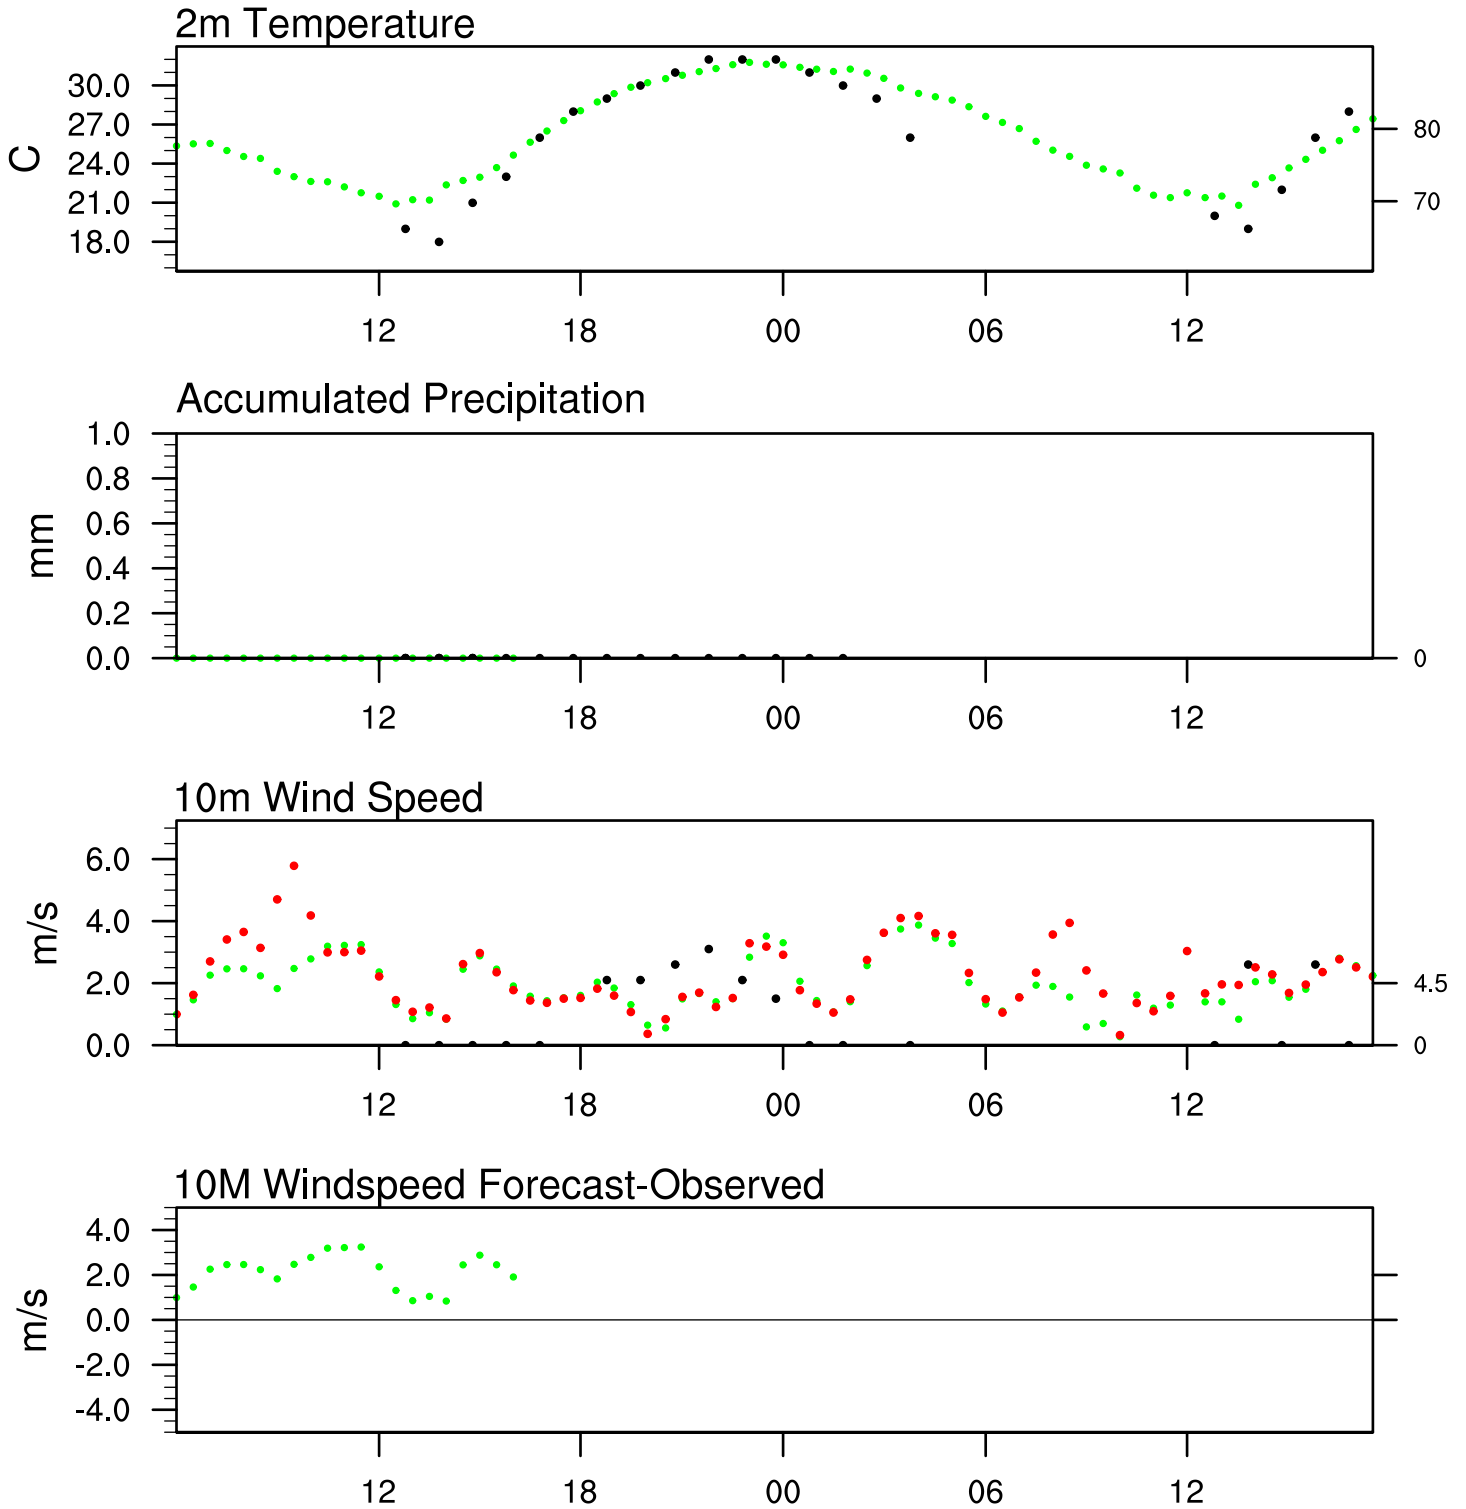 2m Temperature
30.0
27.0
24.0
21.0
18.0
C
80
70
12 18 00 06 12
Accumulated Precipitation
1.0
0.8
0.6
0.4
0.2
0.0
mm
0
12 18 00 06 12
10m Wind Speed
6.0
4.0
2.0
0.0
m/s
4.5
0
12 18 00 06 12
10M Windspeed Forecast-Observed
4.0
2.0
0.0
-2.0
-4.0
m/s
12 18 00 06 12